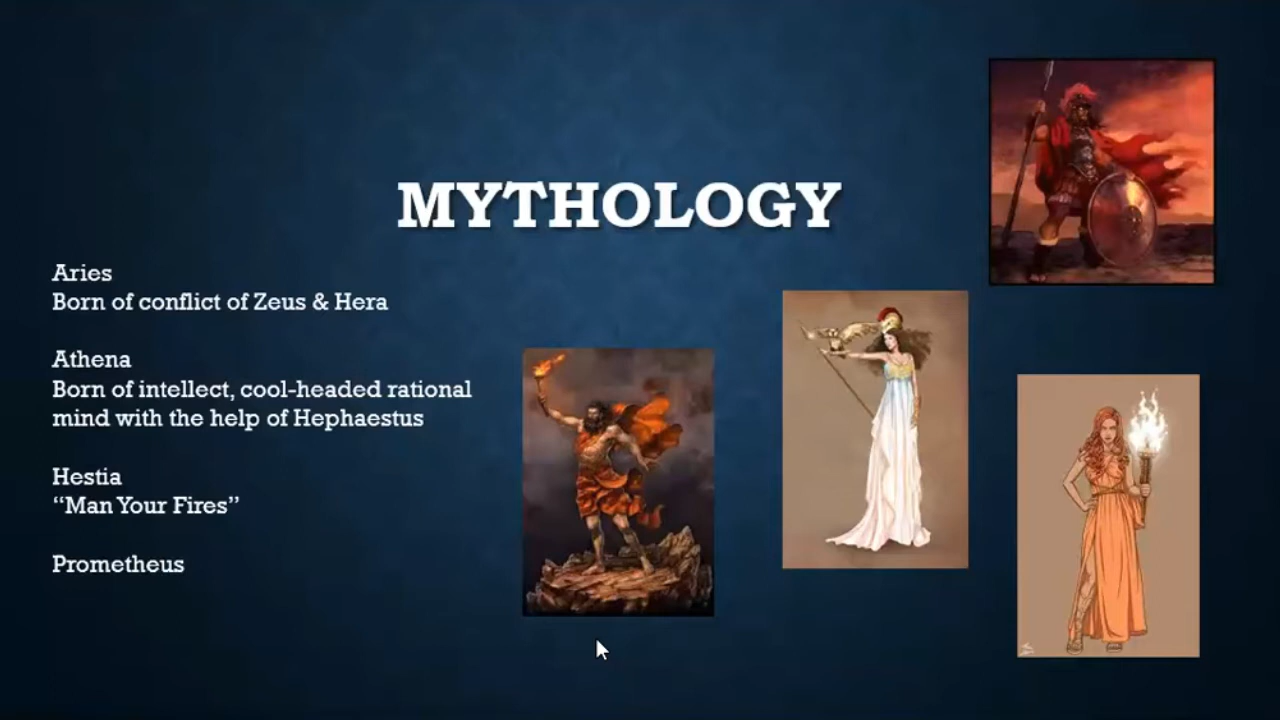 MYTHOLOGY
Aries
Born of conflict of Zeus & Hera
Athena
Born of intellect, cool-headed rational
mind with the help of Hephaestus
Hestia
“Man Your Fires”
Prometheus